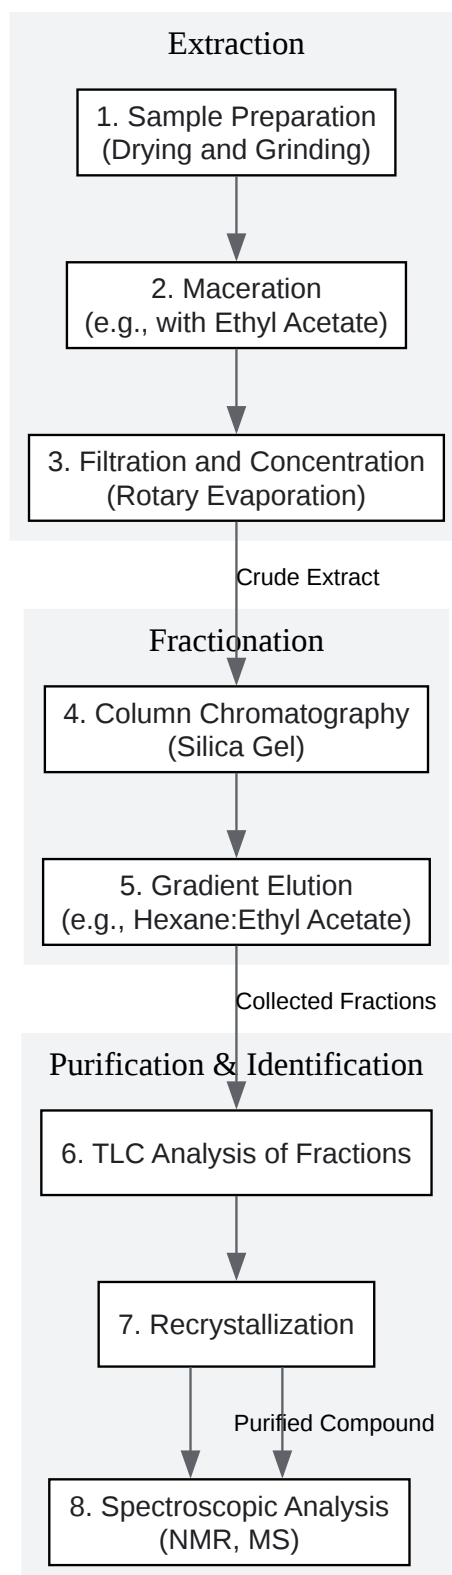 Extraction
1. Sample Preparation
(Drying and Grinding)
2. Maceration
(e.g., with Ethyl Acetate)
3. Filtration and Concentration
(Rotary Evaporation)
Crude Extract
Fractionation
4. Column Chromatography
(Silica Gel)
5. Gradient Elution
(e.g., Hexane:Ethyl Acetate)
Collected Fractions
Purification & Identification
6. TLC Analysis of Fractions
7. Recrystallization
Purified Compound
8. Spectroscopic Analysis
(NMR, MS)